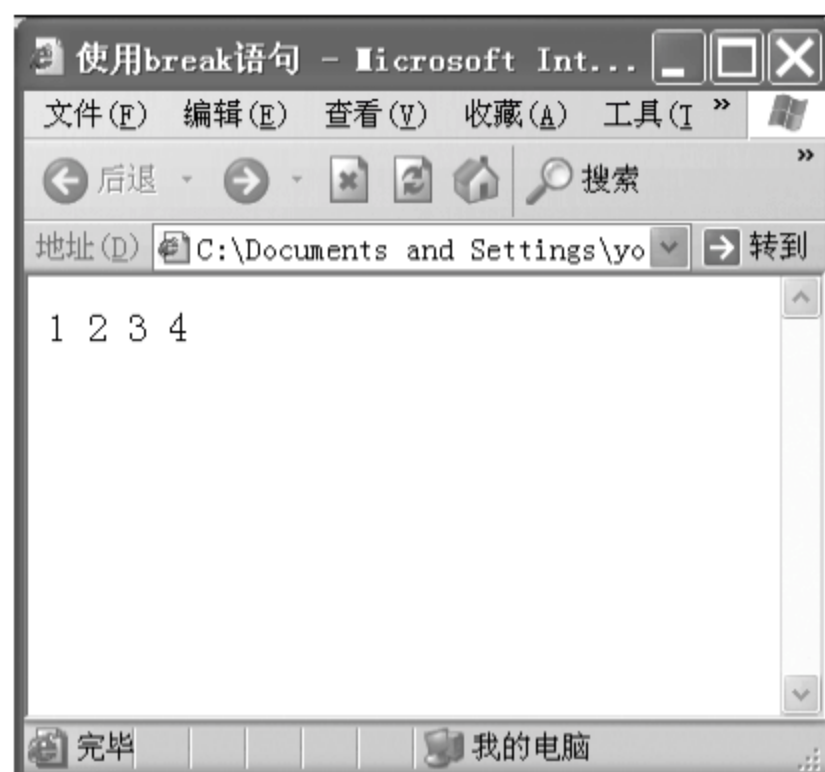 使用break语句 - Microsoft Int...
文件(F) 编辑(E) 查看(V) 收藏(A) 工具(I »
后退 搜索 »
地址(D) C:\Documents and Settings\yo 转到
1 2 3 4
完毕 我的电脑